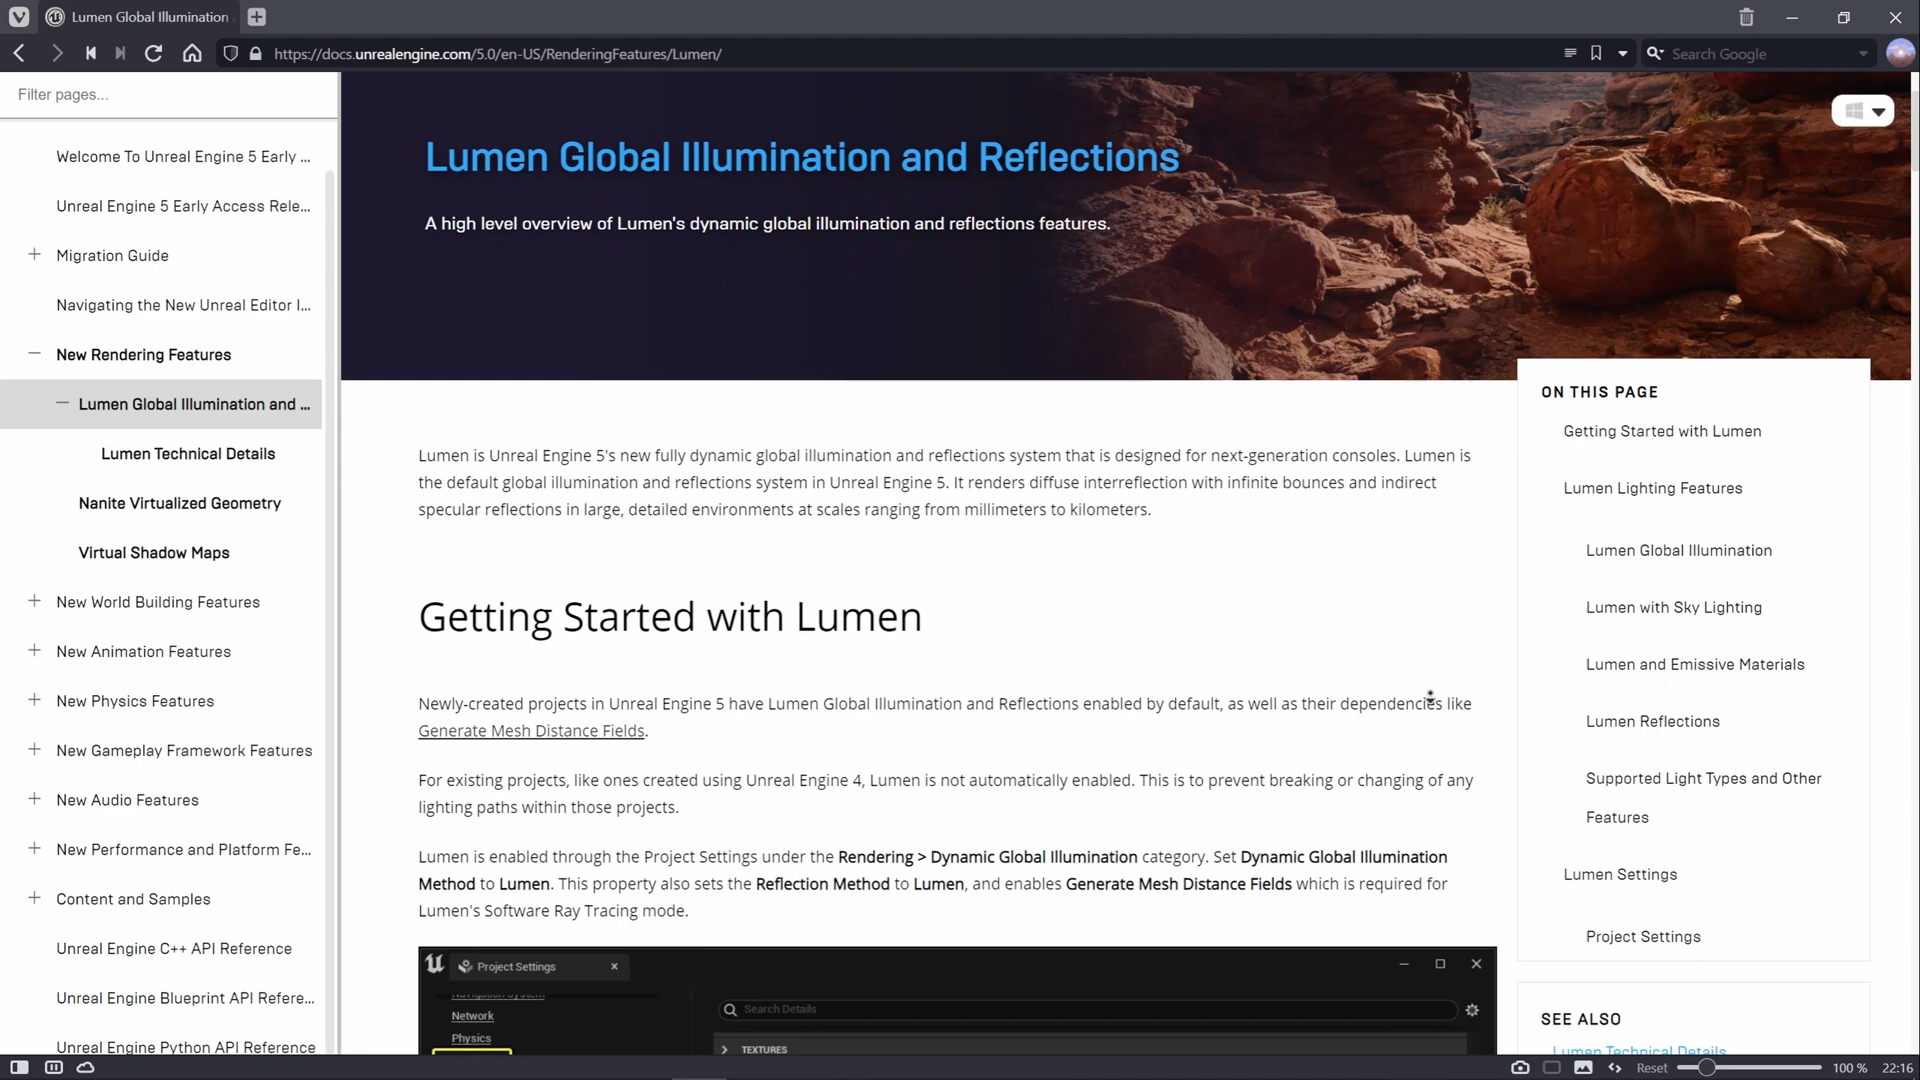 Lumen Global Illumination
https://docs.unrealengine.com/5.0/en-US/RenderingFeatures/Lumen/
Search Google
Filter pages...
Welcome To Unreal Engine 5 Early ...
Unreal Engine 5 Early Access Rele...
Migration Guide
Navigating the New Unreal Editor I...
New Rendering Features
Lumen Global Illumination and ...
Lumen Technical Details
Nanite Virtualized Geometry
Virtual Shadow Maps
New World Building Features
New Animation Features
New Physics Features
New Gameplay Framework Features
New Audio Features
New Performance and Platform Fe...
Content and Samples
Unreal Engine C++ API Reference
Unreal Engine Blueprint API Refere...
Unreal Engine Python API Reference
Lumen Global Illumination and Reflections
A high level overview of Lumen's dynamic global illumination and reflections features.
Lumen is Unreal Engine 5's new fully dynamic global illumination and reflections system that is designed for next-generation consoles. Lumen is
the default global illumination and reflections system in Unreal Engine 5. It renders diffuse interreflection with infinite bounces and indirect
specular reflections in large, detailed environments at scales ranging from millimeters to kilometers.
Getting Started with Lumen
Newly-created projects in Unreal Engine 5 have Lumen Global Illumination and Reflections enabled by default, as well as their dependencies like
Generate Mesh Distance Fields.
For existing projects, like ones created using Unreal Engine 4, Lumen is not automatically enabled. This is to prevent breaking or changing of any
lighting paths within those projects.
Lumen is enabled through the Project Settings under the Rendering > Dynamic Global Illumination category. Set Dynamic Global Illumination
Method to Lumen. This property also sets the Reflection Method to Lumen, and enables Generate Mesh Distance Fields which is required for
Lumen's Software Ray Tracing mode.
Project Settings
Navigation System
Network
Physics
Search Details
TEXTURES
ON THIS PAGE
Getting Started with Lumen
Lumen Lighting Features
Lumen Global Illumination
Lumen with Sky Lighting
Lumen and Emissive Materials
Lumen Reflections
Supported Light Types and Other
Features
Lumen Settings
Project Settings
SEE ALSO
Lumen Technical Details
Reset
100 %
22:16